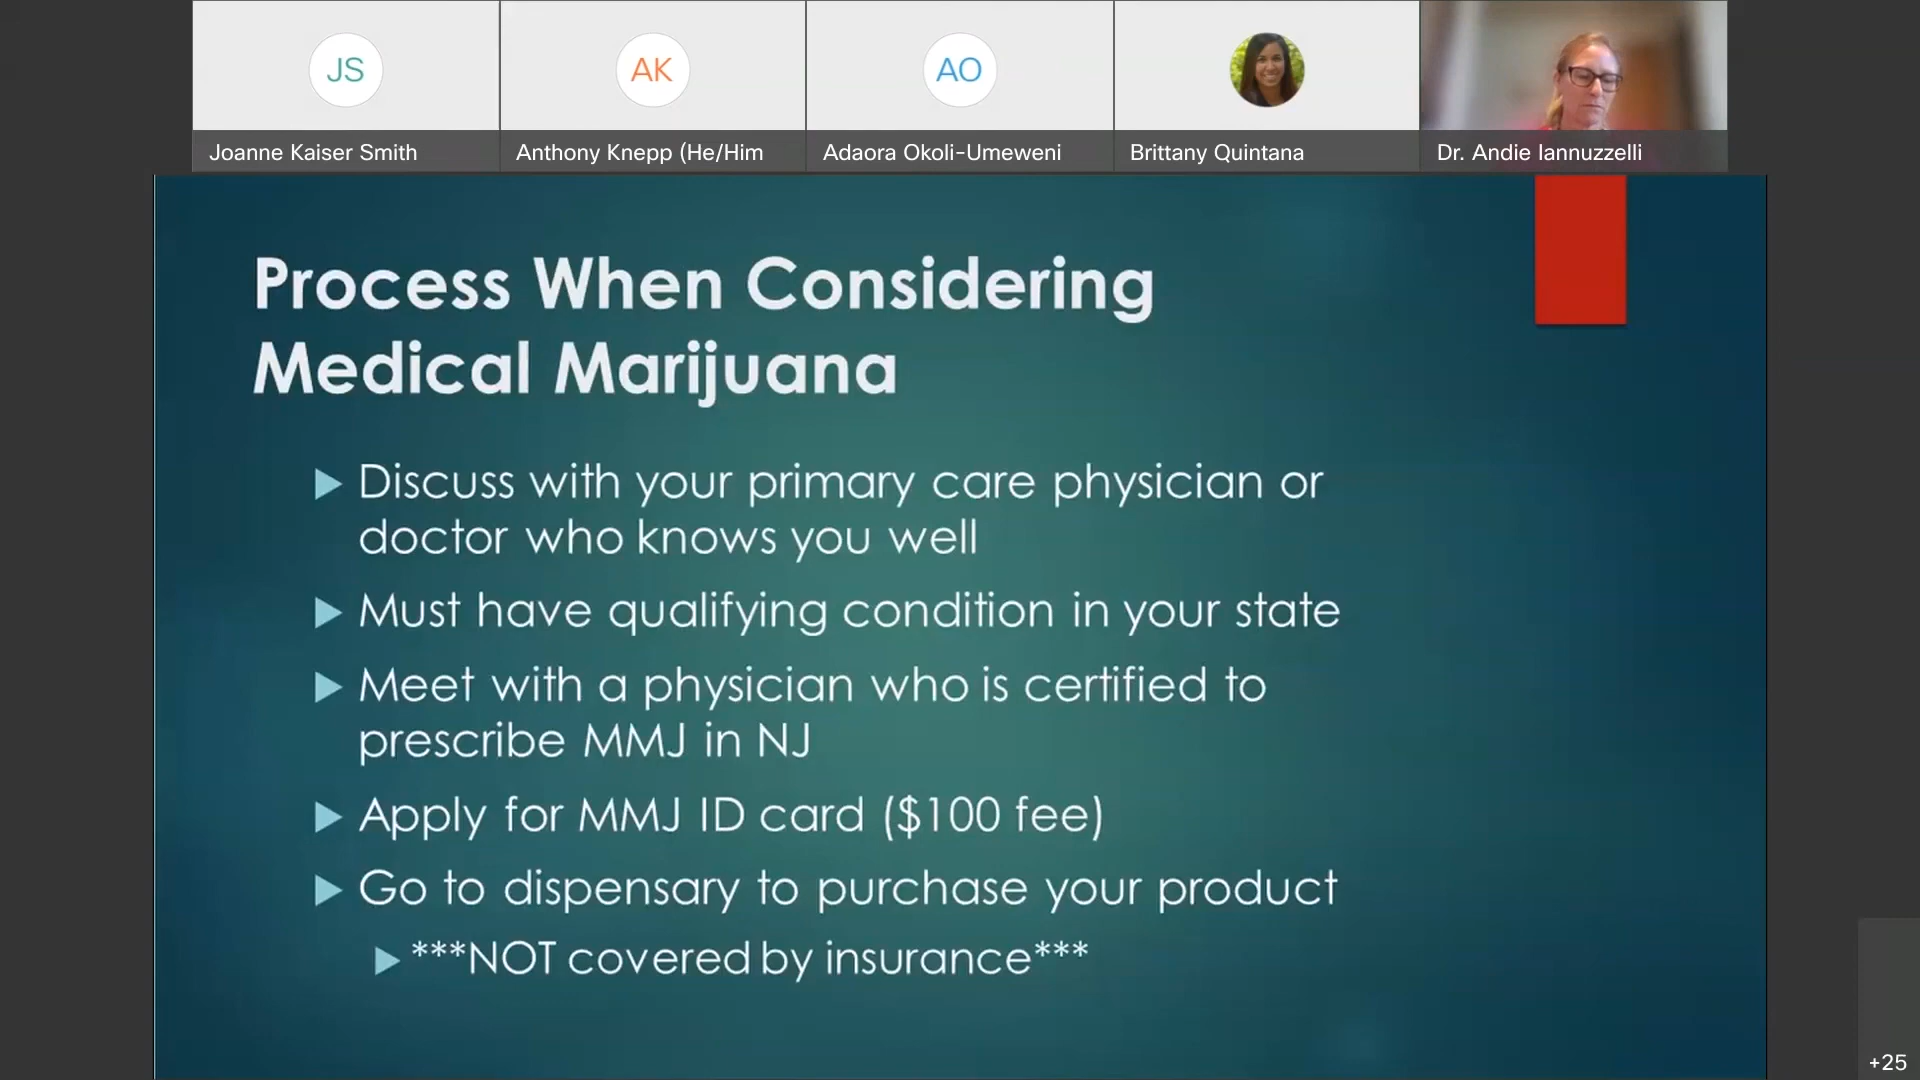 JS
AK
AO
Joanne Kaiser Smith
Anthony Knepp (He/Him
Adaora Okoli-Umeweni
Brittany Quintana
Dr. Andie Iannuzzelli
Process When Considering
Medical Marijuana
Discuss with your primary care physician or
doctor who knows you well
Must have qualifying condition in your state
Meet with a physician who is certified to
prescribe MMJ in NJ
Apply for MMJ ID card ($100 fee)
Go to dispensary to purchase your product
***NOT covered by insurance***
+25